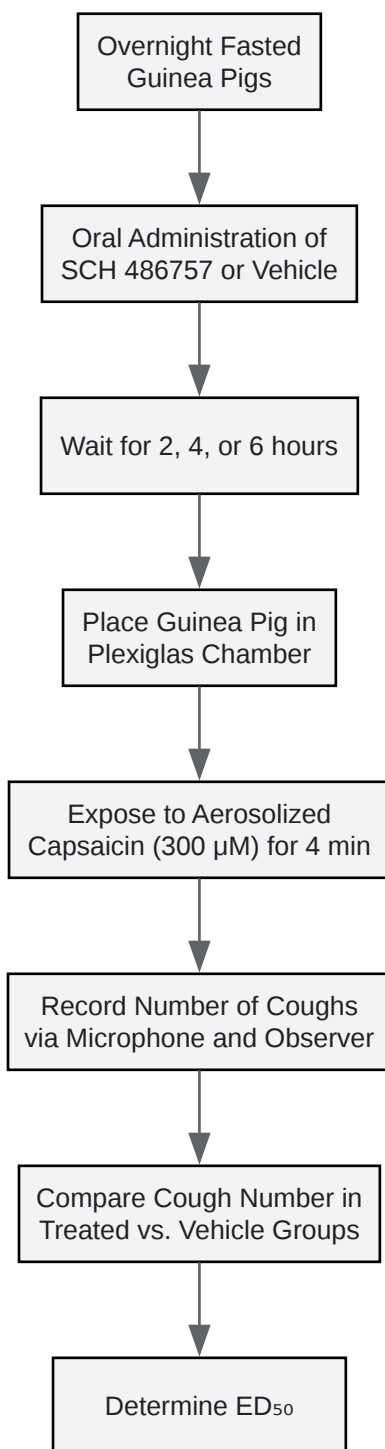 Overnight Fasted
Guinea Pigs
Oral Administration of
SCH 486757 or Vehicle
Wait for 2, 4, or 6 hours
Place Guinea Pig in
Plexiglas Chamber
Expose to Aerosolized
Capsaicin (300 μM) for 4 min
Record Number of Coughs
via Microphone and Observer
Compare Cough Number in
Treated vs. Vehicle Groups
Determine ED₅₀